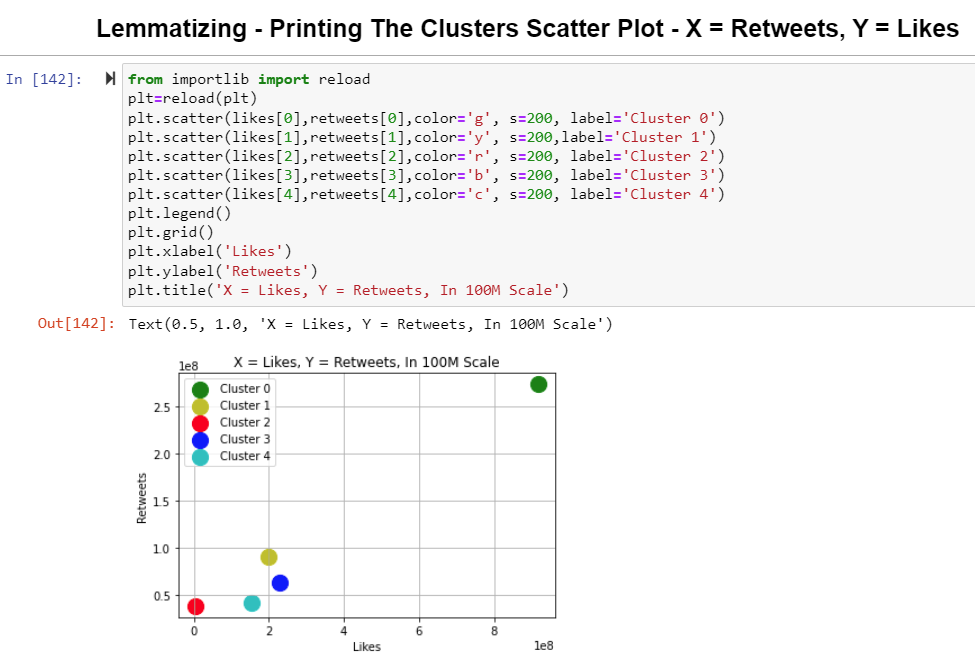 Lemmatizing - Printing The Clusters Scatter Plot - X = Retweets, Y = Likes
In [142]:
from importlib import reload
plt=reload(plt)
plt.scatter(likes[0],retweets[0],color='g', s=200, label='Cluster 0')
plt.scatter(likes[1],retweets[1],color='y', s=200,label='Cluster 1')
plt.scatter(likes[2],retweets[2],color='r', s=200, label='Cluster 2')
plt.scatter(likes[3],retweets[3],color='b', s=200, label='Cluster 3')
plt.scatter(likes[4],retweets[4],color='c', s=200, label='Cluster 4')
plt.legend()
plt.grid()
plt.xlabel('Likes')
plt.ylabel('Retweets')
plt.title('X = Likes, Y = Retweets, In 100M Scale')
Out[142]: Text(0.5, 1.0, 'X = Likes, Y = Retweets, In 100M Scale')
X = Likes, Y = Retweets, In 100M Scale
1e8
Cluster 0
Cluster 1
Cluster 2
Cluster 3
Cluster 4
2.5
2.0
1.5
1.0
0.5
Retweets
0 2 4 6 8
Likes
1e8